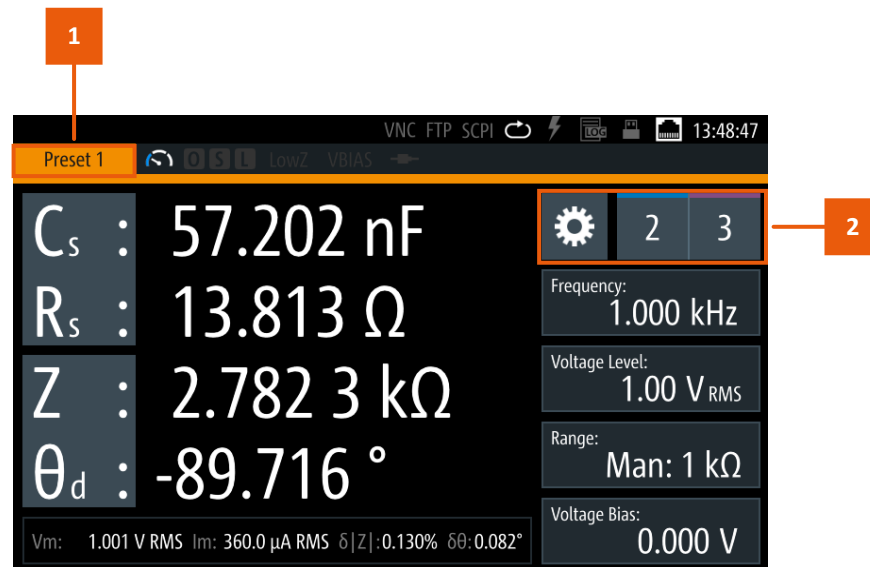 1
VNC FTP SCPI LOG 13:48:47
Preset 1 O S L LowZ VBIAS
Cs : 57.202 nF
2 3
2
Rs : 13.813 Ω
Frequency:
1.000 kHz
Z : 2.782 3 kΩ
Voltage Level:
1.00 V RMS
θd : -89.716 °
Range:
Man: 1 kΩ
Vm: 1.001 V RMS Im: 360.0 µA RMS δ|Z|:0.130% δθ:0.082°
Voltage Bias:
0.000 V